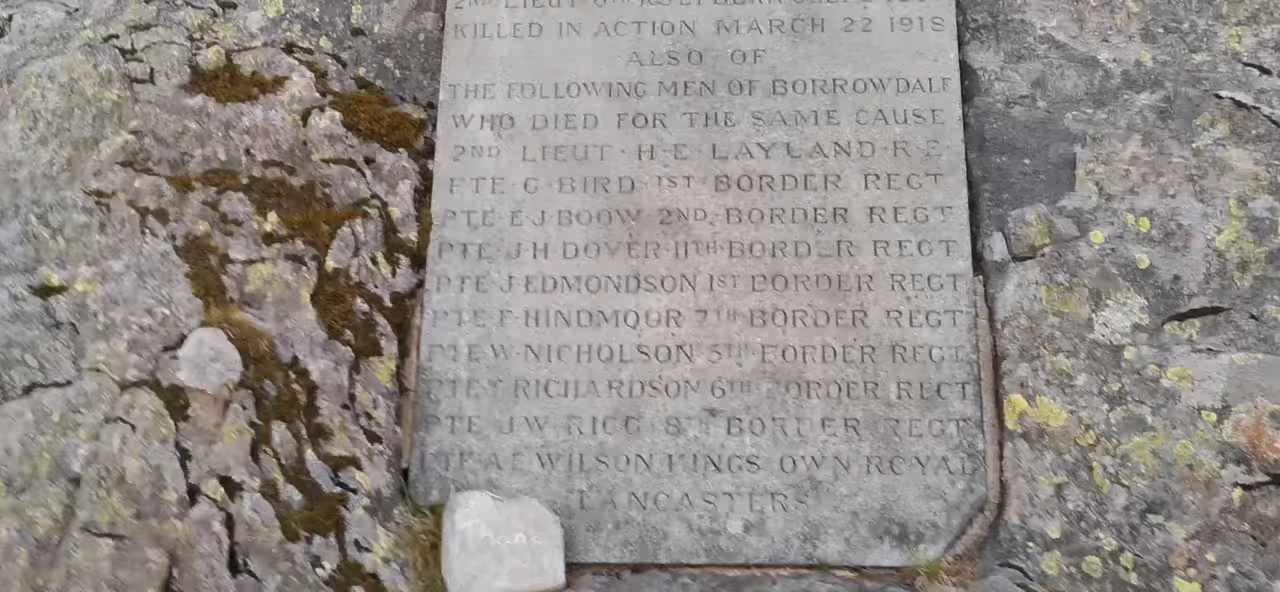 KILLED IN ACTION MARCH 22 1918
ALSO OF
THE FOLLOWING MEN OF BORROWDALE
WHO DIED FOR THE SAME CAUSE
2ND LIEUT · H · E · LAYLAND · R · E
PTE · G · BIRD · 1ST · BORDER REGT
PTE · E · J · BOOW · 2ND · BORDER REGT
PTE · J · H · DOVER · 11TH · BORDER REGT
PTE · J · EDMONDSON 1ST BORDER REGT
PTE · F · HINDMOOR 7TH · BORDER REGT
PTE · W · NICHOLSON 5TH · BORDER REGT
PTE RICHARDSON 6TH BORDER REGT
PTE J · W · RIGG 8TH BORDER REGT
PTE · A · E WILSON KINGS OWN ROYAL
LANCASTERS
Thank